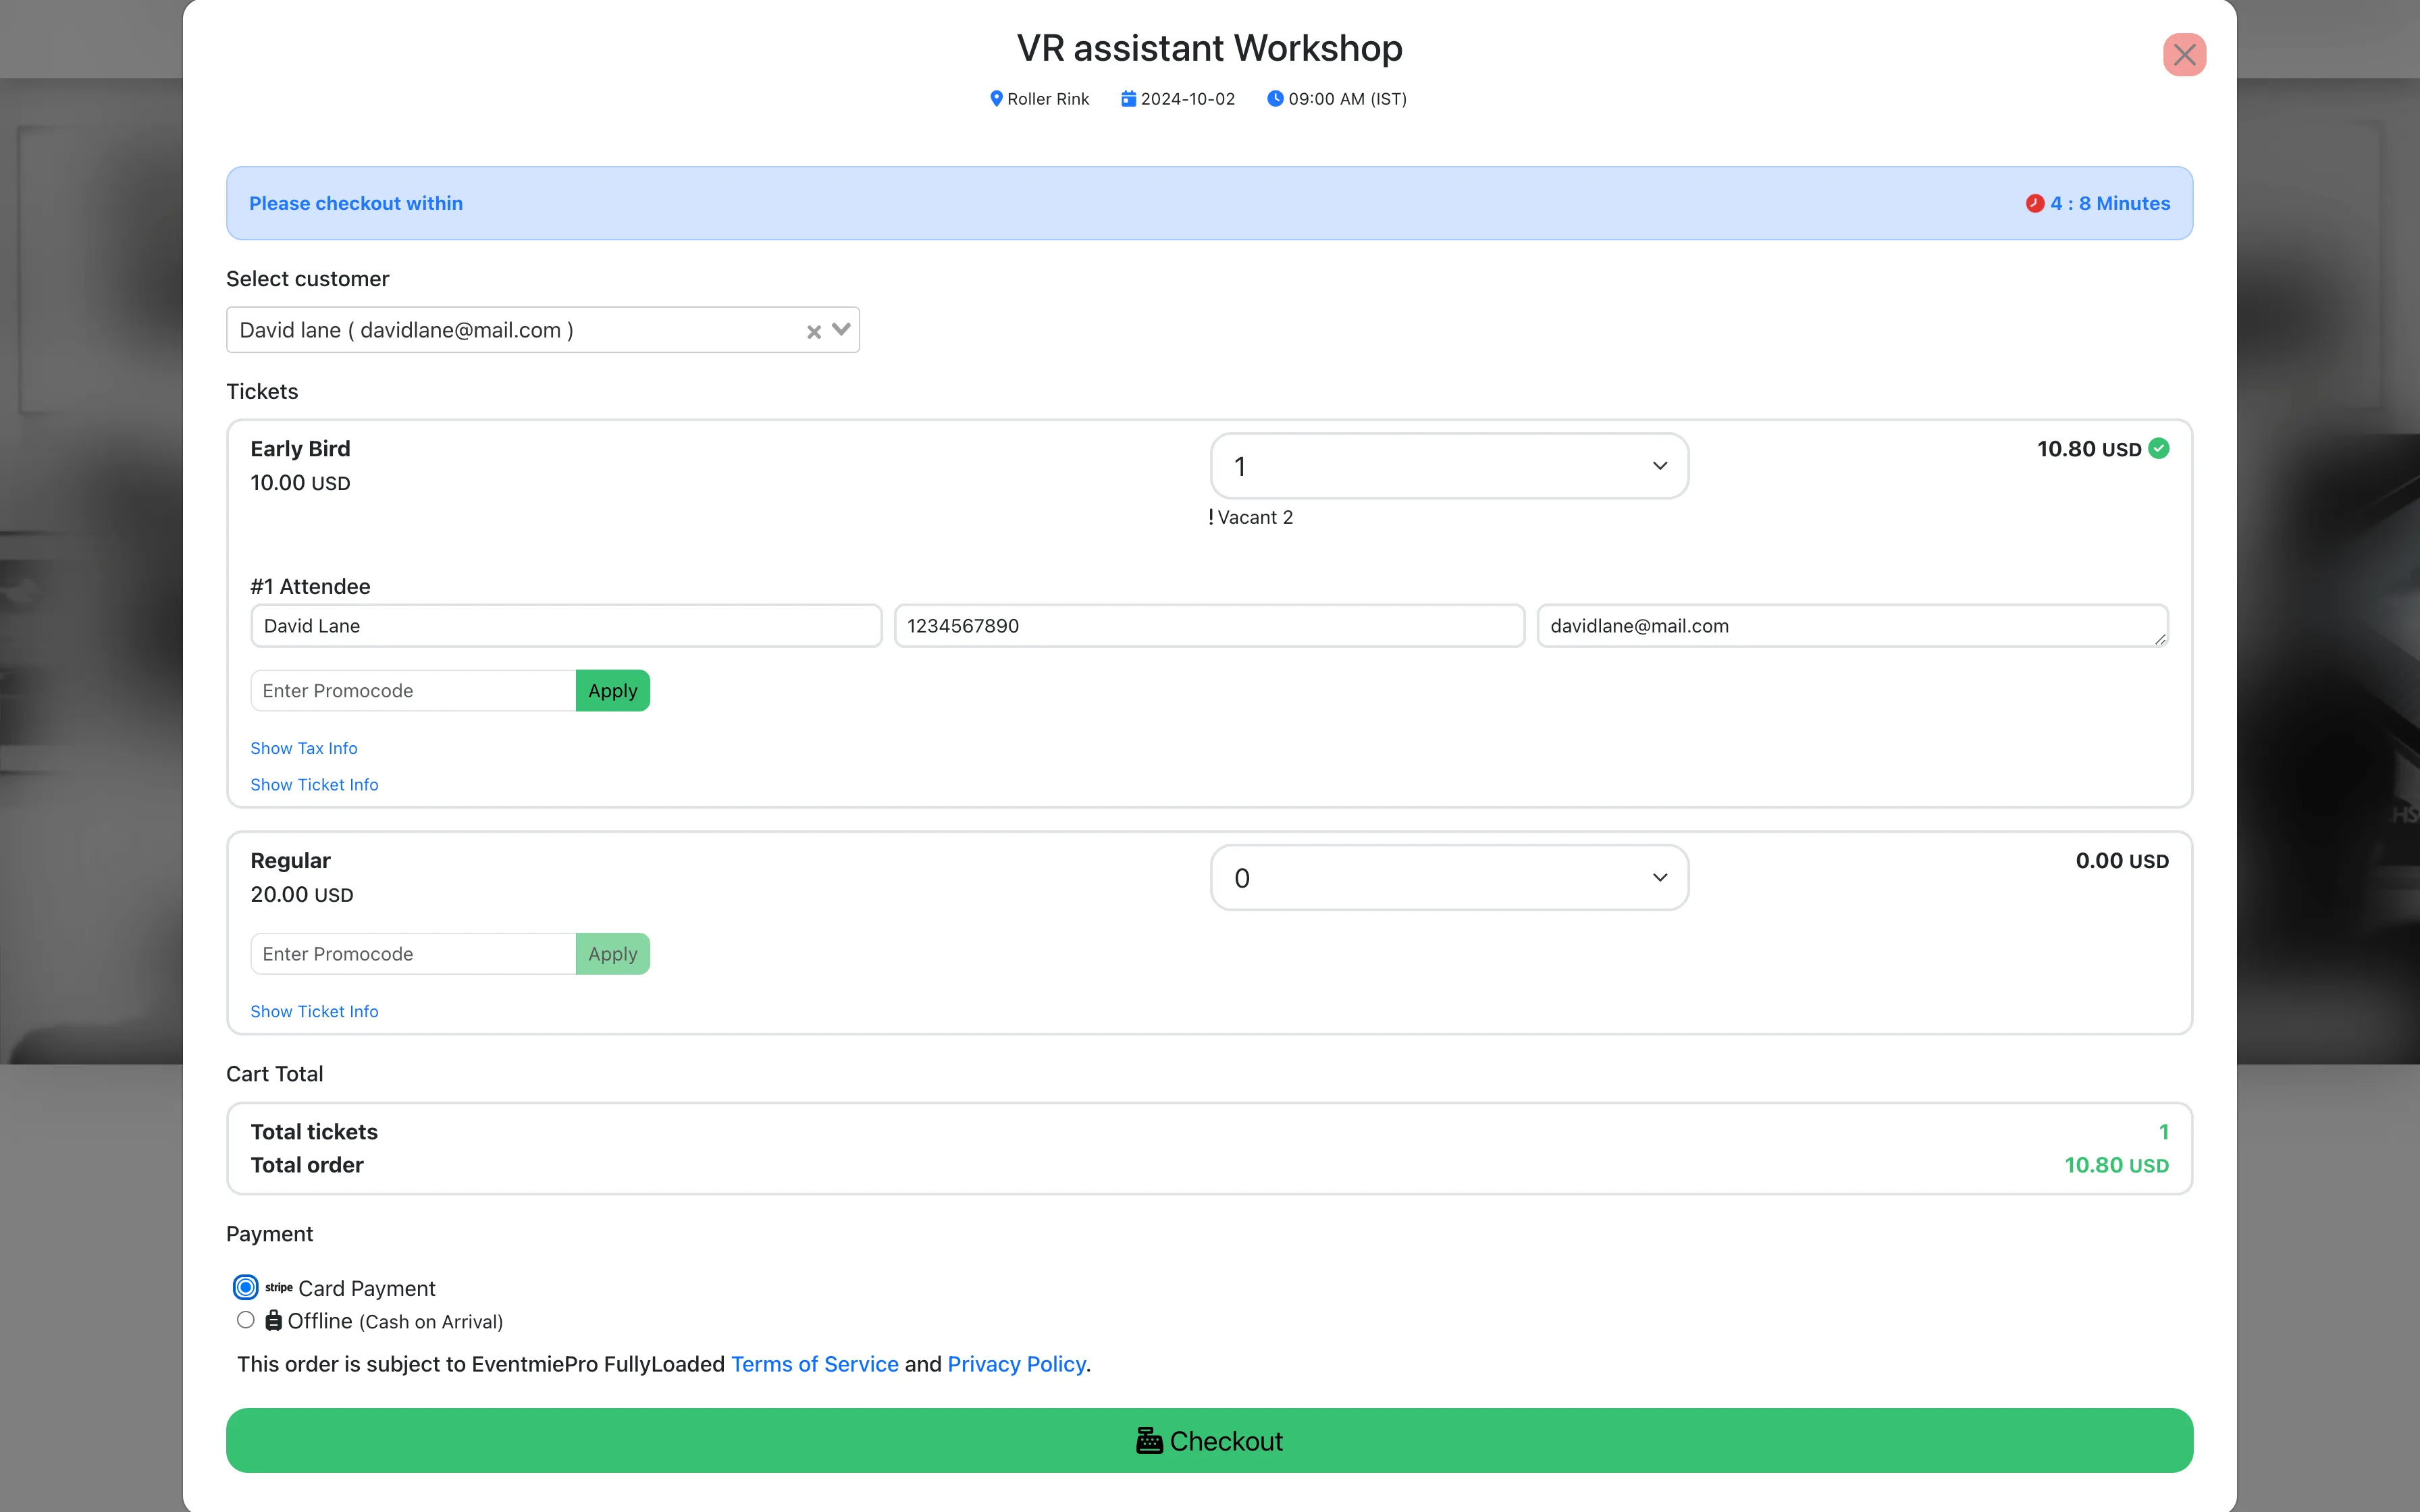 VR assistant Workshop
Roller Rink 2024-10-02 09:00 AM (IST)
Please checkout within 4 : 8 Minutes
Select customer
David lane ( davidlane@mail.com )
Tickets
Early Bird 1 10.80 USD
10.00 USD
! Vacant 2
#1 Attendee
David Lane 1234567890 davidlane@mail.com
Enter Promocode Apply
Show Tax Info
Show Ticket Info
Regular 0 0.00 USD
20.00 USD
Enter Promocode Apply
Show Ticket Info
Cart Total
Total tickets 1
Total order 10.80 USD
Payment
stripe Card Payment
Offline (Cash on Arrival)
This order is subject to EventmiePro FullyLoaded Terms of Service and Privacy Policy.
Checkout